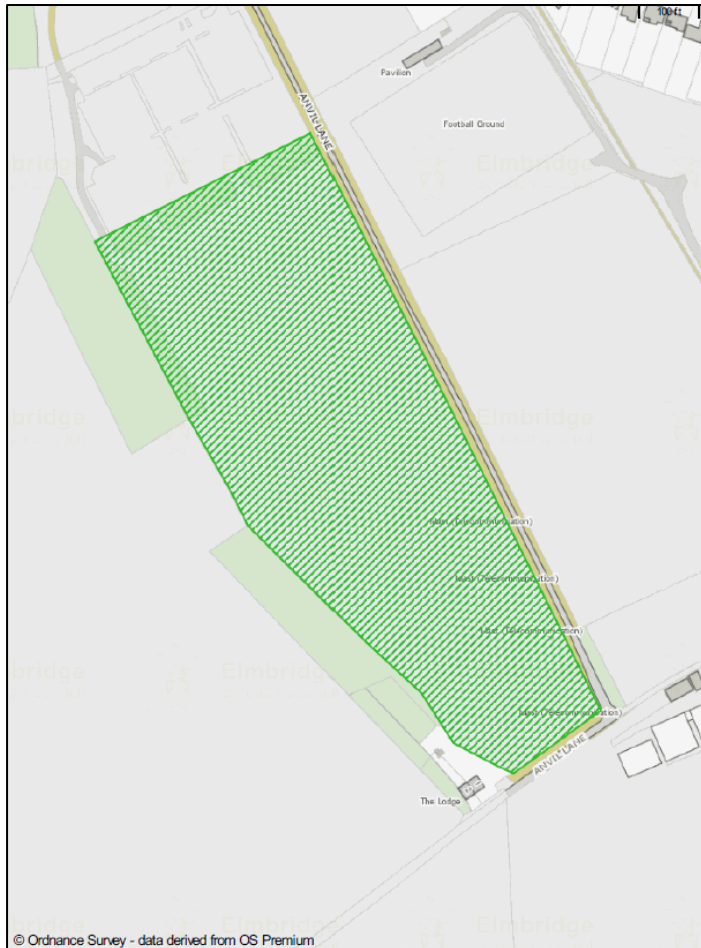 100 ft
ANVIL LANE
Pavilion
Football Ground
Elmbridge
Elmbridge
Elmbridge
Mast (Telecommunication)
Mast (Telecommunication)
Mast (Telecommunication)
Elmbridge
Elmbridge
Mast (Telecommunication)
ANVIL LANE
The Lodge
© Ordnance Survey - data derived from OS Premium